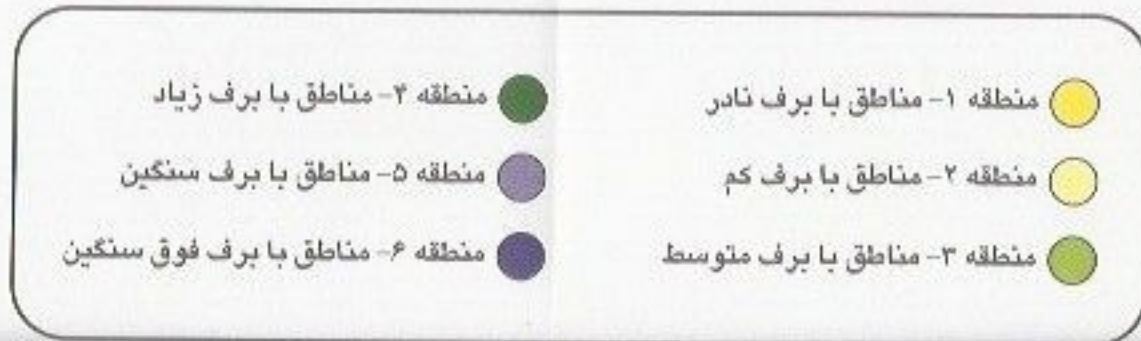 منطقه ۱- مناطق با برف نادر
منطقه ۲- مناطق با برف کم
منطقه ۳- مناطق با برف متوسط
منطقه ۴- مناطق با برف زیاد
منطقه ۵- مناطق با برف سنگین
منطقه ۶- مناطق با برف فوق سنگین